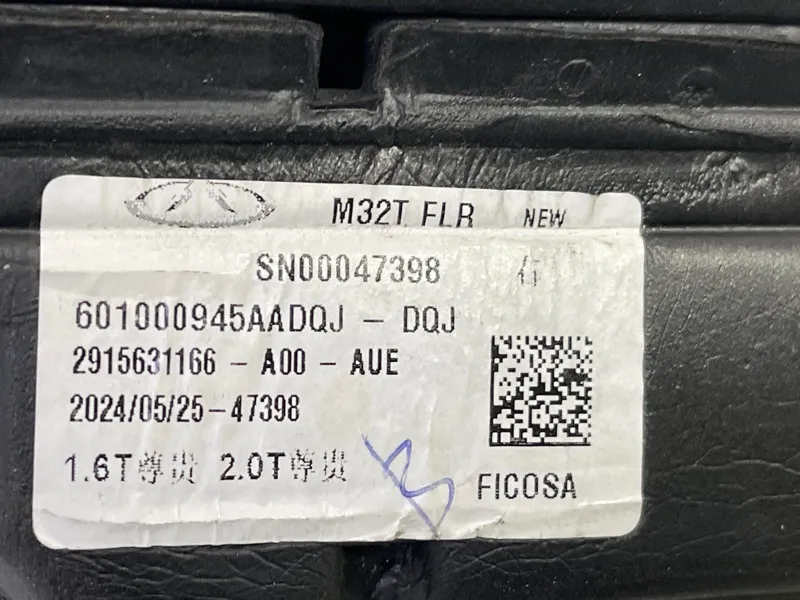 M32T FLR NEW
SN00047398 右
601000945AADQJ - DQJ
2915631166 - A00 - AUE
2024/05/25-47398
1.6T尊贵 2.0T尊贵
FICOSA